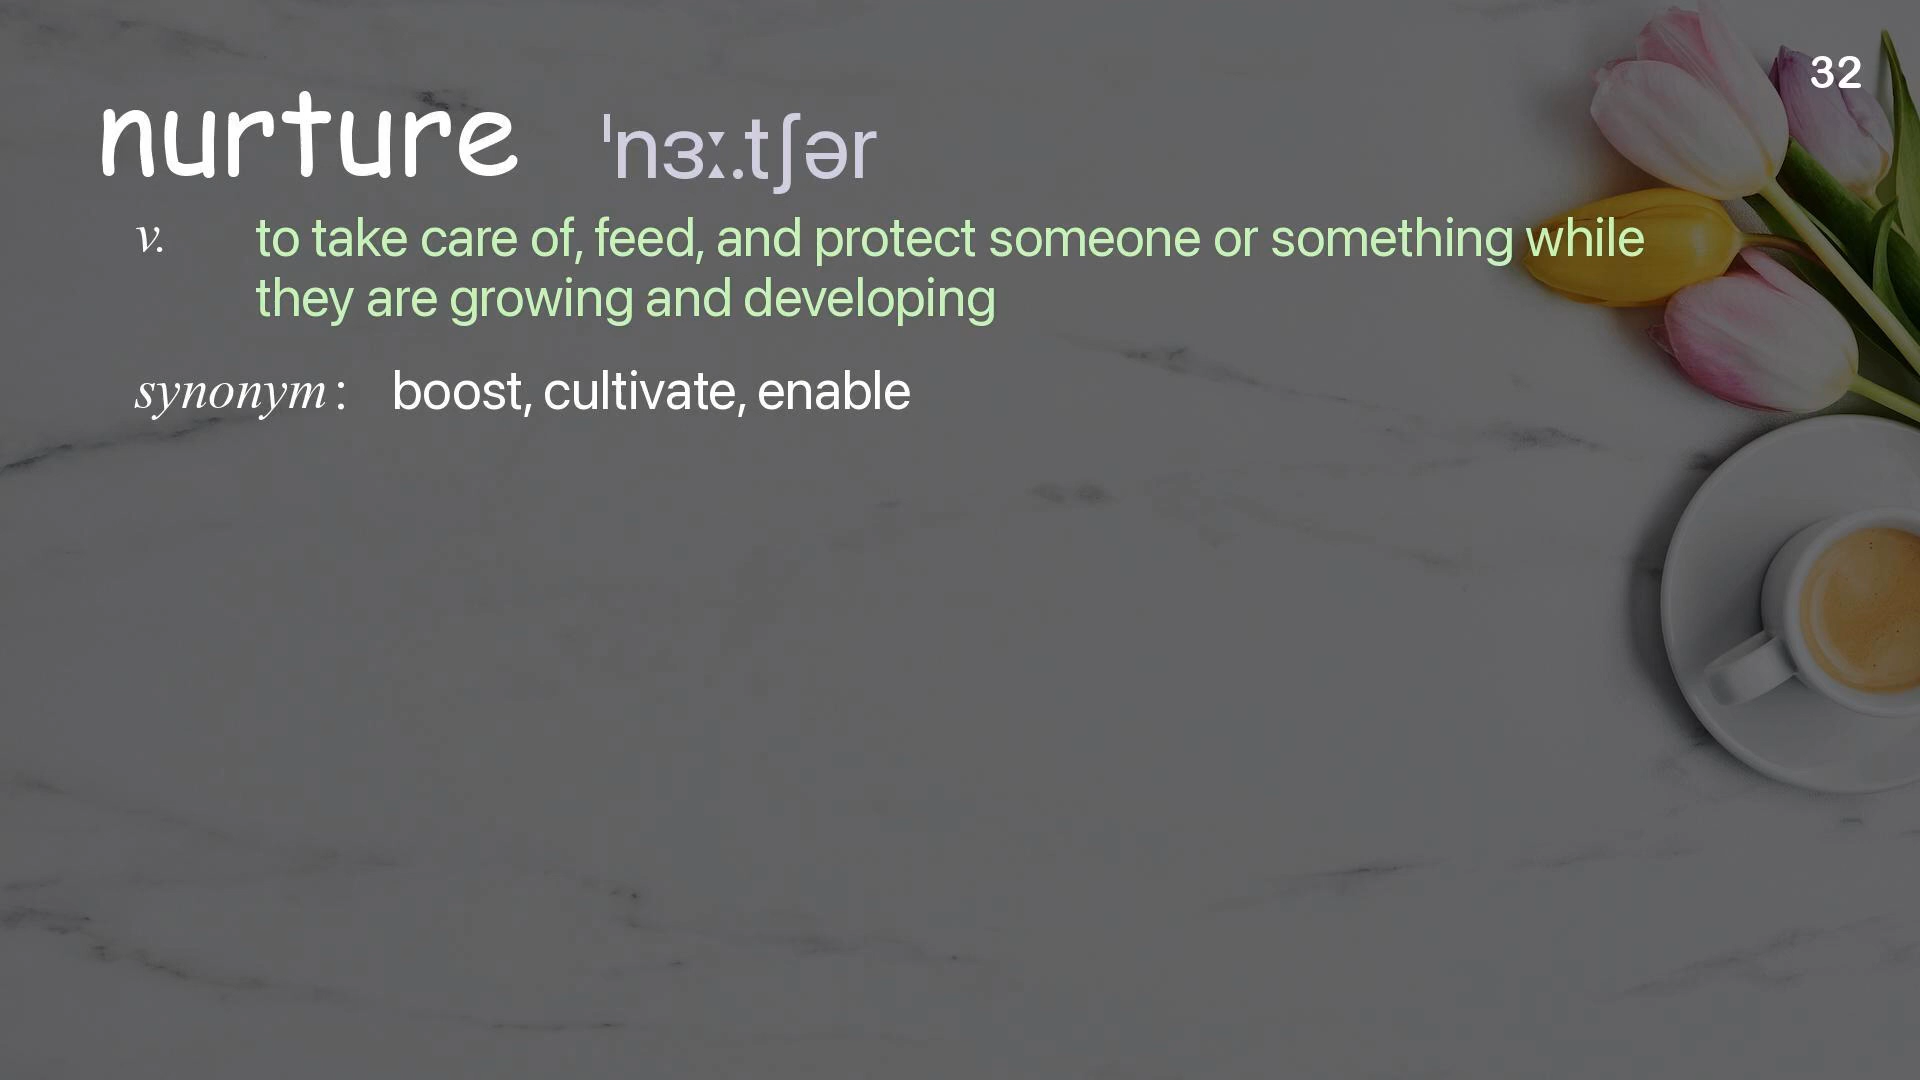 32
nurture ˈnɜː.tʃər
v. to take care of, feed, and protect someone or something while
they are growing and developing
synonym: boost, cultivate, enable